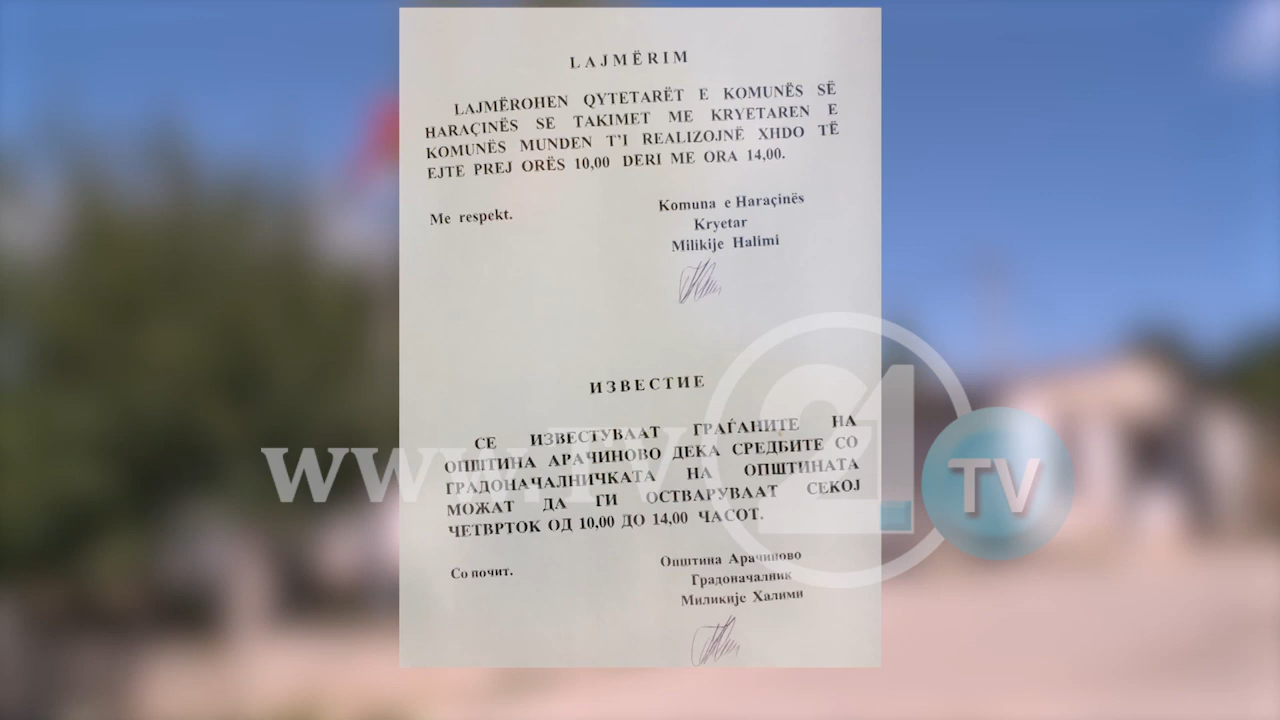 LAJMËRIM
LAJMËROHEN QYTETARËT E KOMUNËS SË
HARAÇINËS SE TAKIMET ME KRYETAREN E
KOMUNËS MUNDEN T'I REALIZOJNË XHDO TË
EJTE PREJ ORËS 10,00 DERI ME ORA 14,00.
Me respekt.
Komuna e Haraçinës
Kryetar
Milikije Halimi
ИЗВЕСТИЕ
СЕ ИЗВЕСТУВААТ ГРАЃАНИТЕ НА
ОПШТИНА АРАЧИНОВО ДЕКА СРЕДБИТЕ СО
ГРАДОНАЧАЛНИЧКАТА НА ОПШТИНАТА
МОЖАТ ДА ГИ ОСТВАРУВААТ СЕКОЈ
ЧЕТВРТОК ОД 10,00 ДО 14,00 ЧАСОТ.
Со почит.
Општина Арачиново
Градоначалник
Миликије Халими
www.TV
21
TV